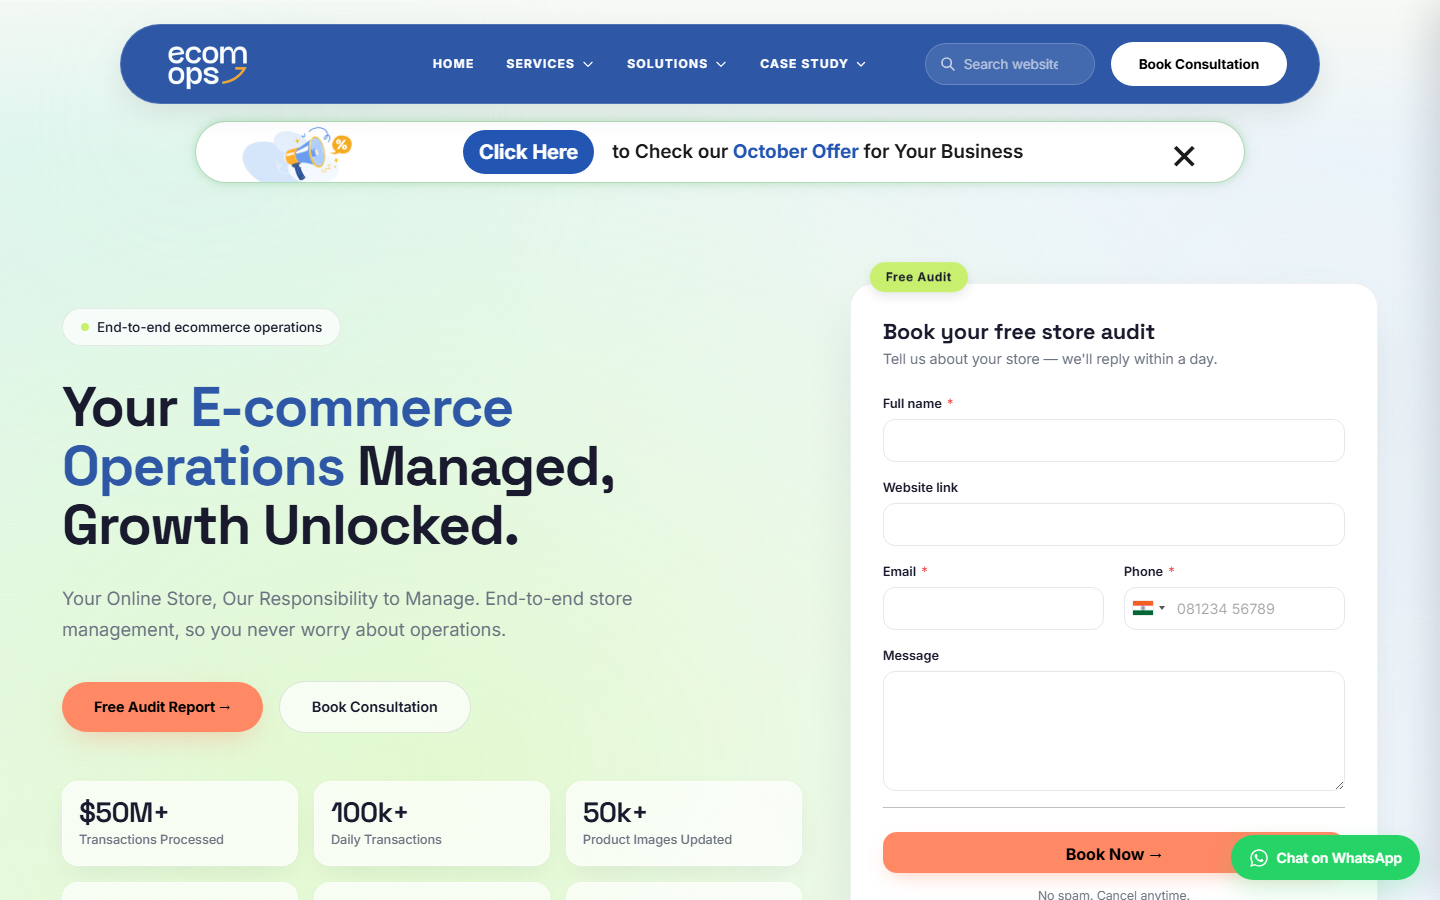 ecom
ops
HOME
SERVICES
SOLUTIONS
CASE STUDY
Search website
Book Consultation
%
Click Here to Check our October Offer for Your Business
Free Audit
End-to-end ecommerce operations
Your E-commerce
Operations Managed,
Growth Unlocked.
Your Online Store, Our Responsibility to Manage. End-to-end store
management, so you never worry about operations.
Free Audit Report →
Book Consultation
$50M+
Transactions Processed
100k+
Daily Transactions
50k+
Product Images Updated
Book your free store audit
Tell us about your store — we'll reply within a day.
Full name *
Website link
Email *
Phone *
081234 56789
Message
Book Now →
Chat on WhatsApp
No spam. Cancel anytime.